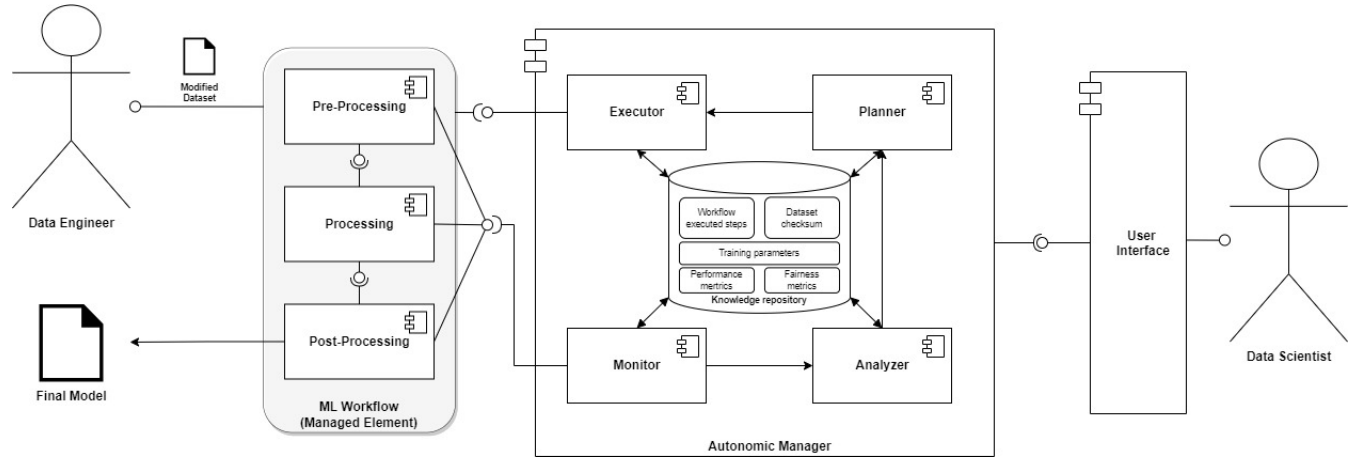 Modified
Dataset
Pre-Processing
Executor
Planner
Data Engineer
Processing
Workflow
executed steps
Dataset
checksum
Training parameters
Performance
mertrics
Fairness
metrics
Knowledge repository
User
Interface
Post-Processing
Monitor
Analyzer
Data Scientist
Final Model
ML Workflow
(Managed Element)
Autonomic Manager